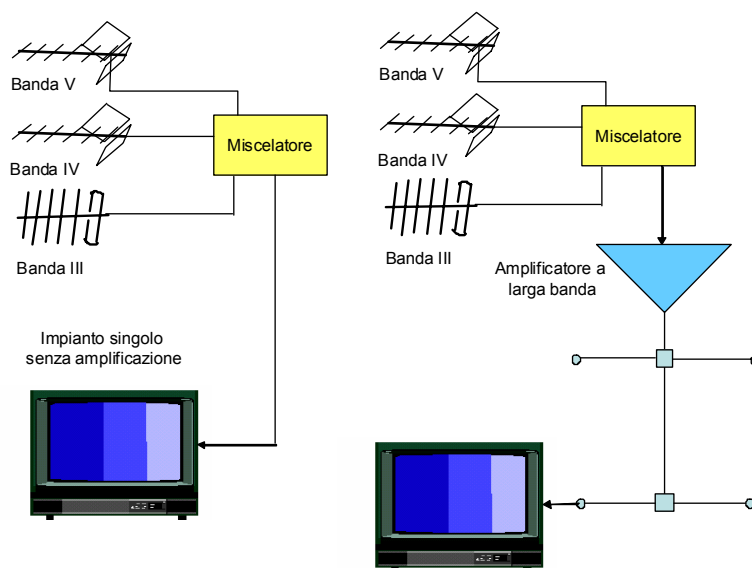 Banda V
Banda IV
Miscelatore
Banda III
Impianto singolo
senza amplificazione
Banda V
Banda IV
Miscelatore
Banda III
Amplificatore a
larga banda